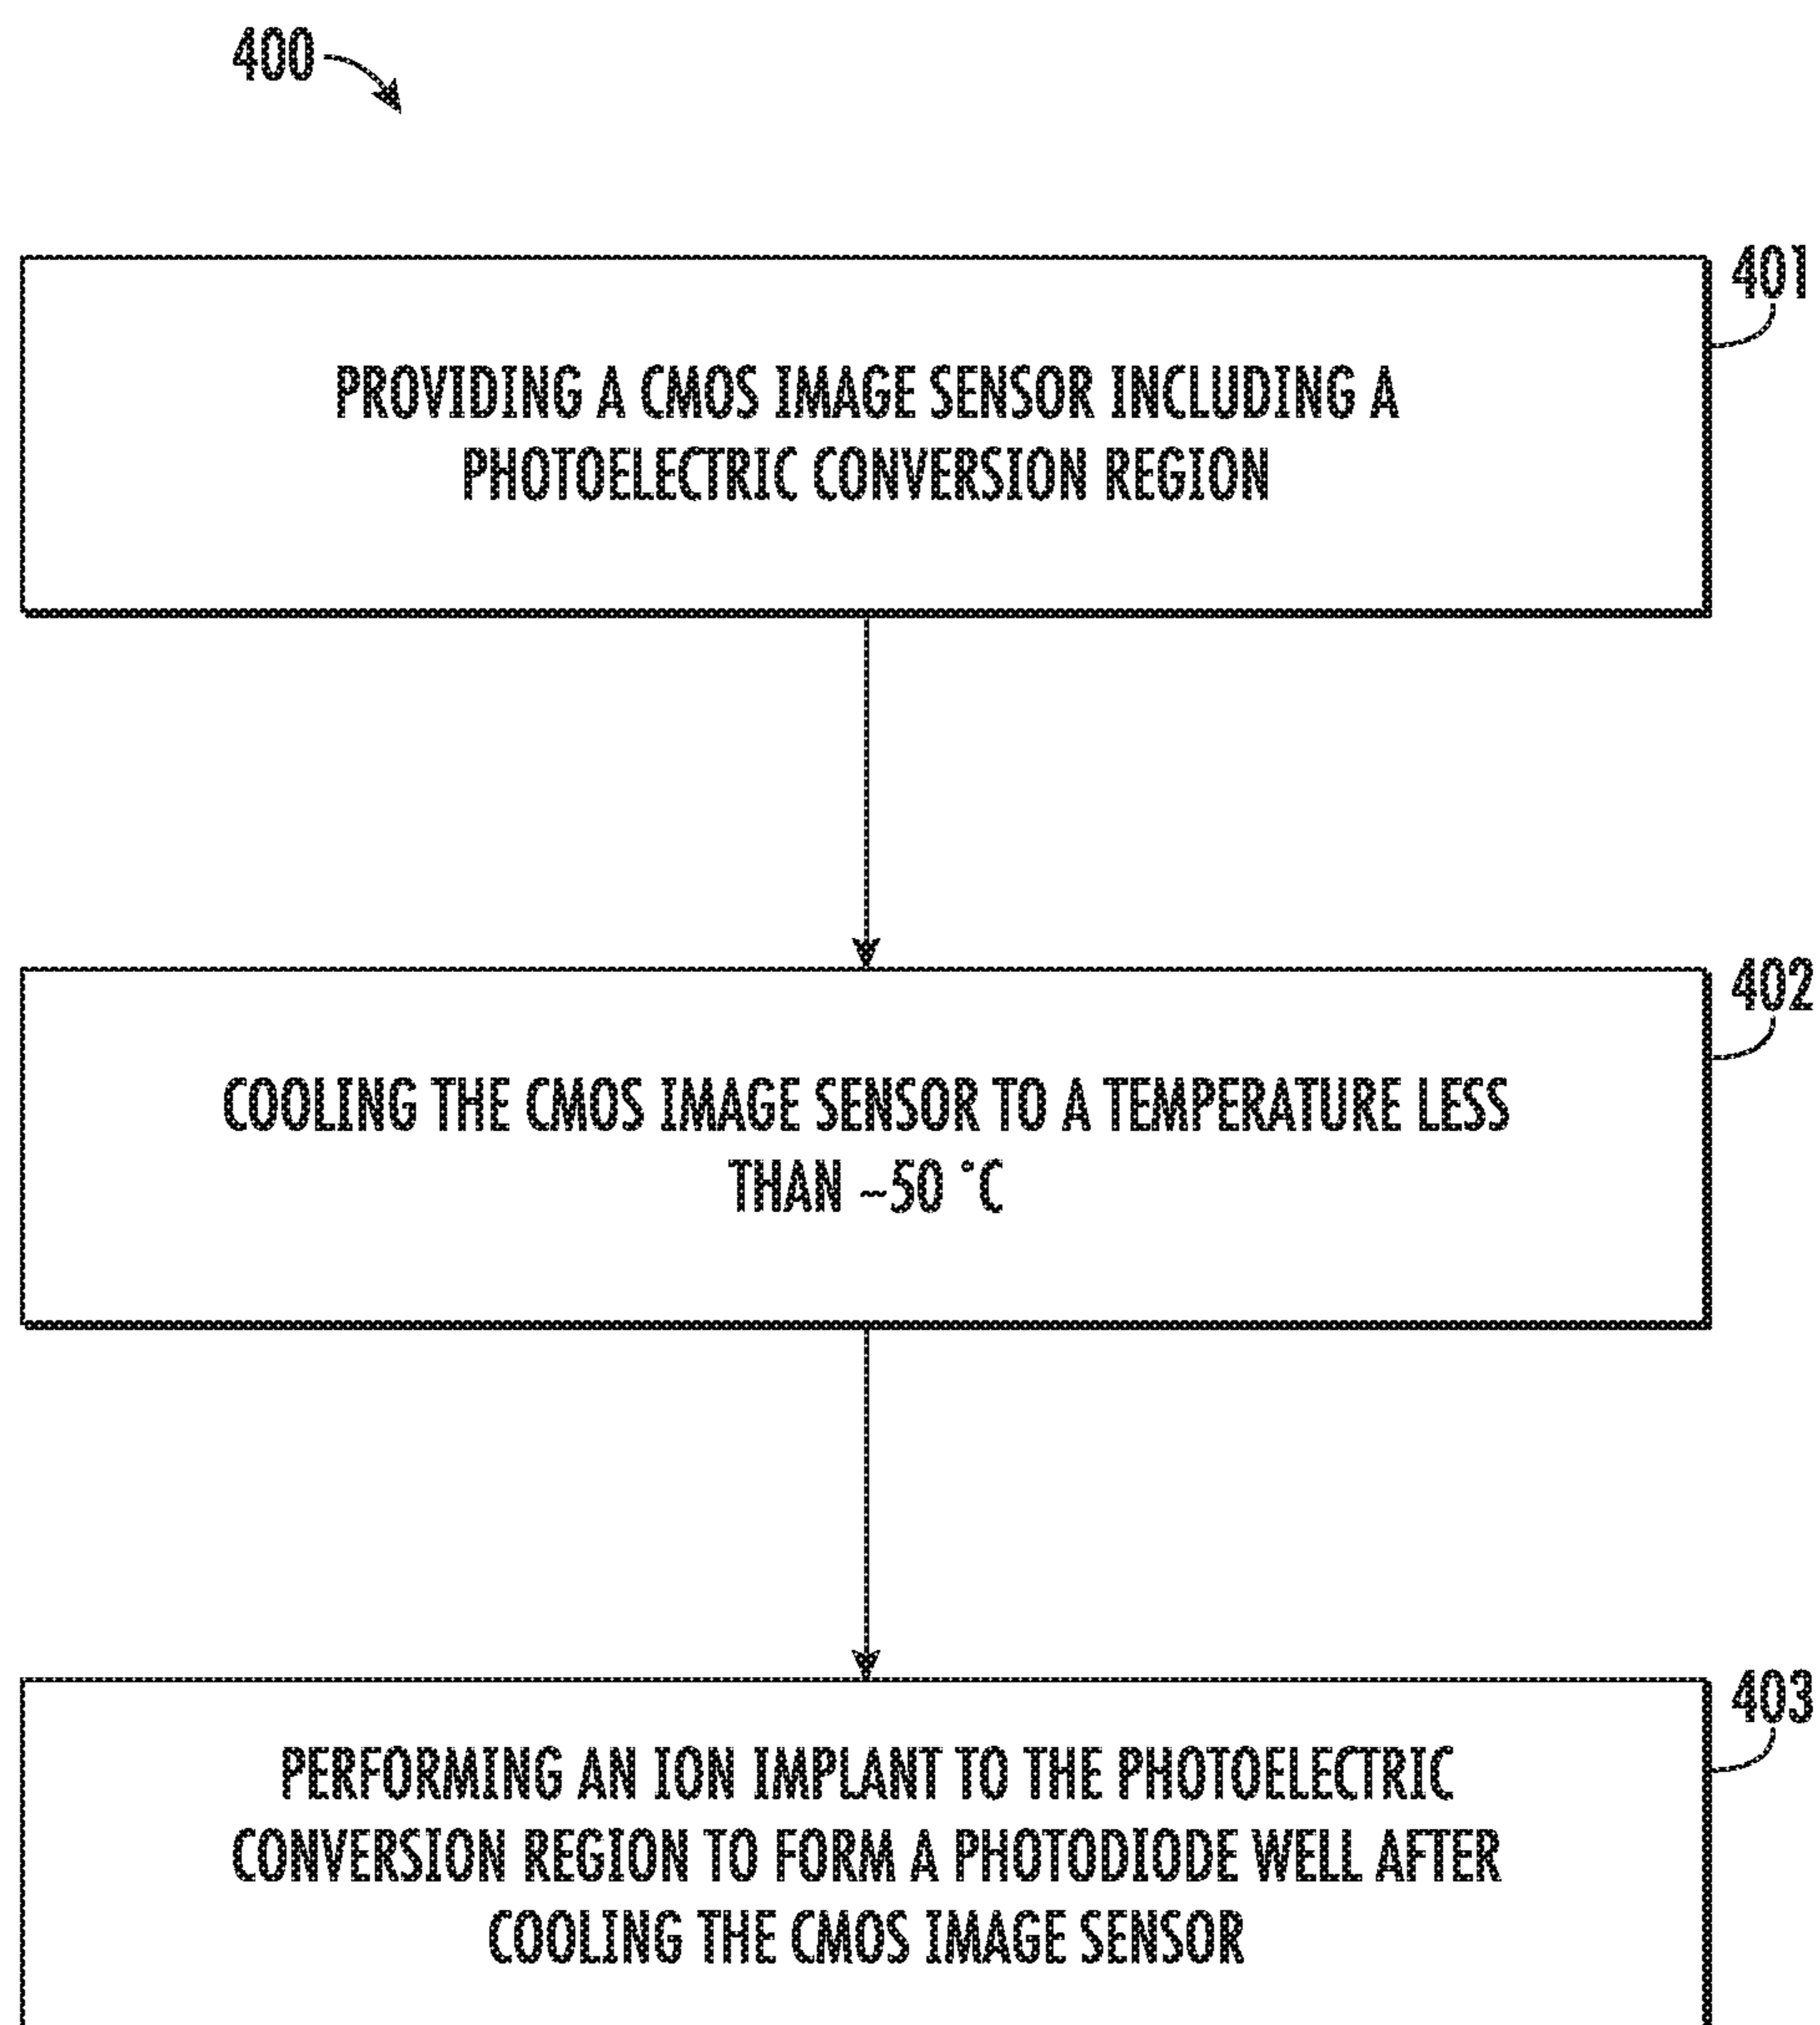 400
401
PROVIDING A CMOS IMAGE SENSOR INCLUDING A
PHOTOELECTRIC CONVERSION REGION
402
COOLING THE CMOS IMAGE SENSOR TO A TEMPERATURE LESS
THAN ~50 °C
403
PERFORMING AN ION IMPLANT TO THE PHOTOELECTRIC
CONVERSION REGION TO FORM A PHOTODIODE WELL AFTER
COOLING THE CMOS IMAGE SENSOR